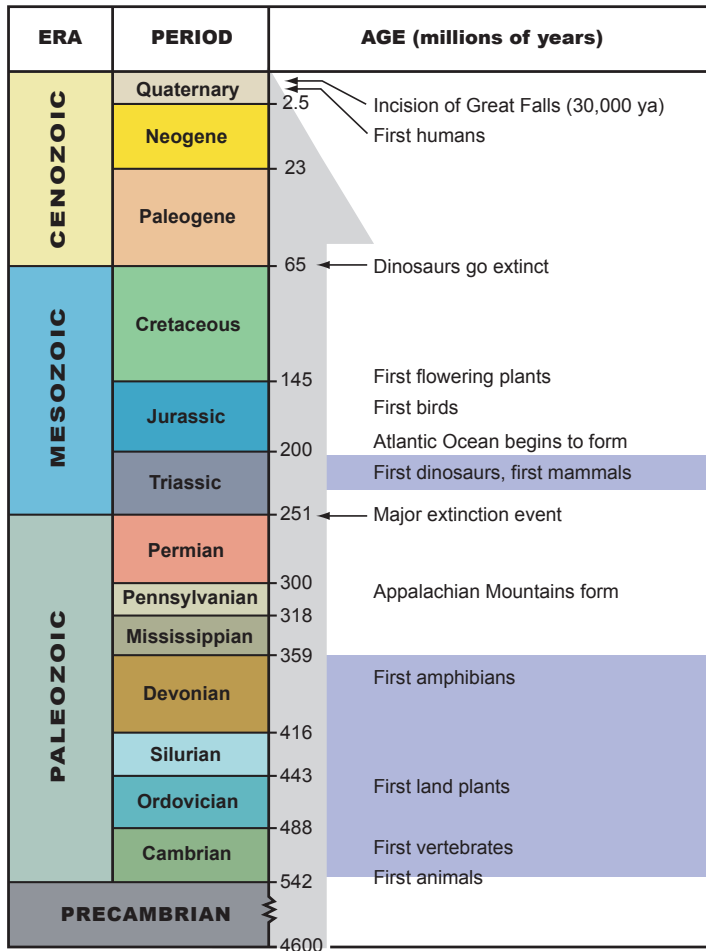 ERA PERIOD AGE (millions of years)
CENOZOIC
Quaternary
Incision of Great Falls (30,000 ya)
2.5
First humans
Neogene
23
Paleogene
65
Dinosaurs go extinct
MESOZOIC
Cretaceous
145
First flowering plants
Jurassic
First birds
Atlantic Ocean begins to form
200
Triassic
First dinosaurs, first mammals
251
Major extinction event
PALEOZOIC
Permian
300
Pennsylvanian
Appalachian Mountains form
318
Mississippian
359
Devonian
First amphibians
416
Silurian
443
Ordovician
First land plants
488
Cambrian
First vertebrates
542
First animals
PRECAMBRIAN
4600